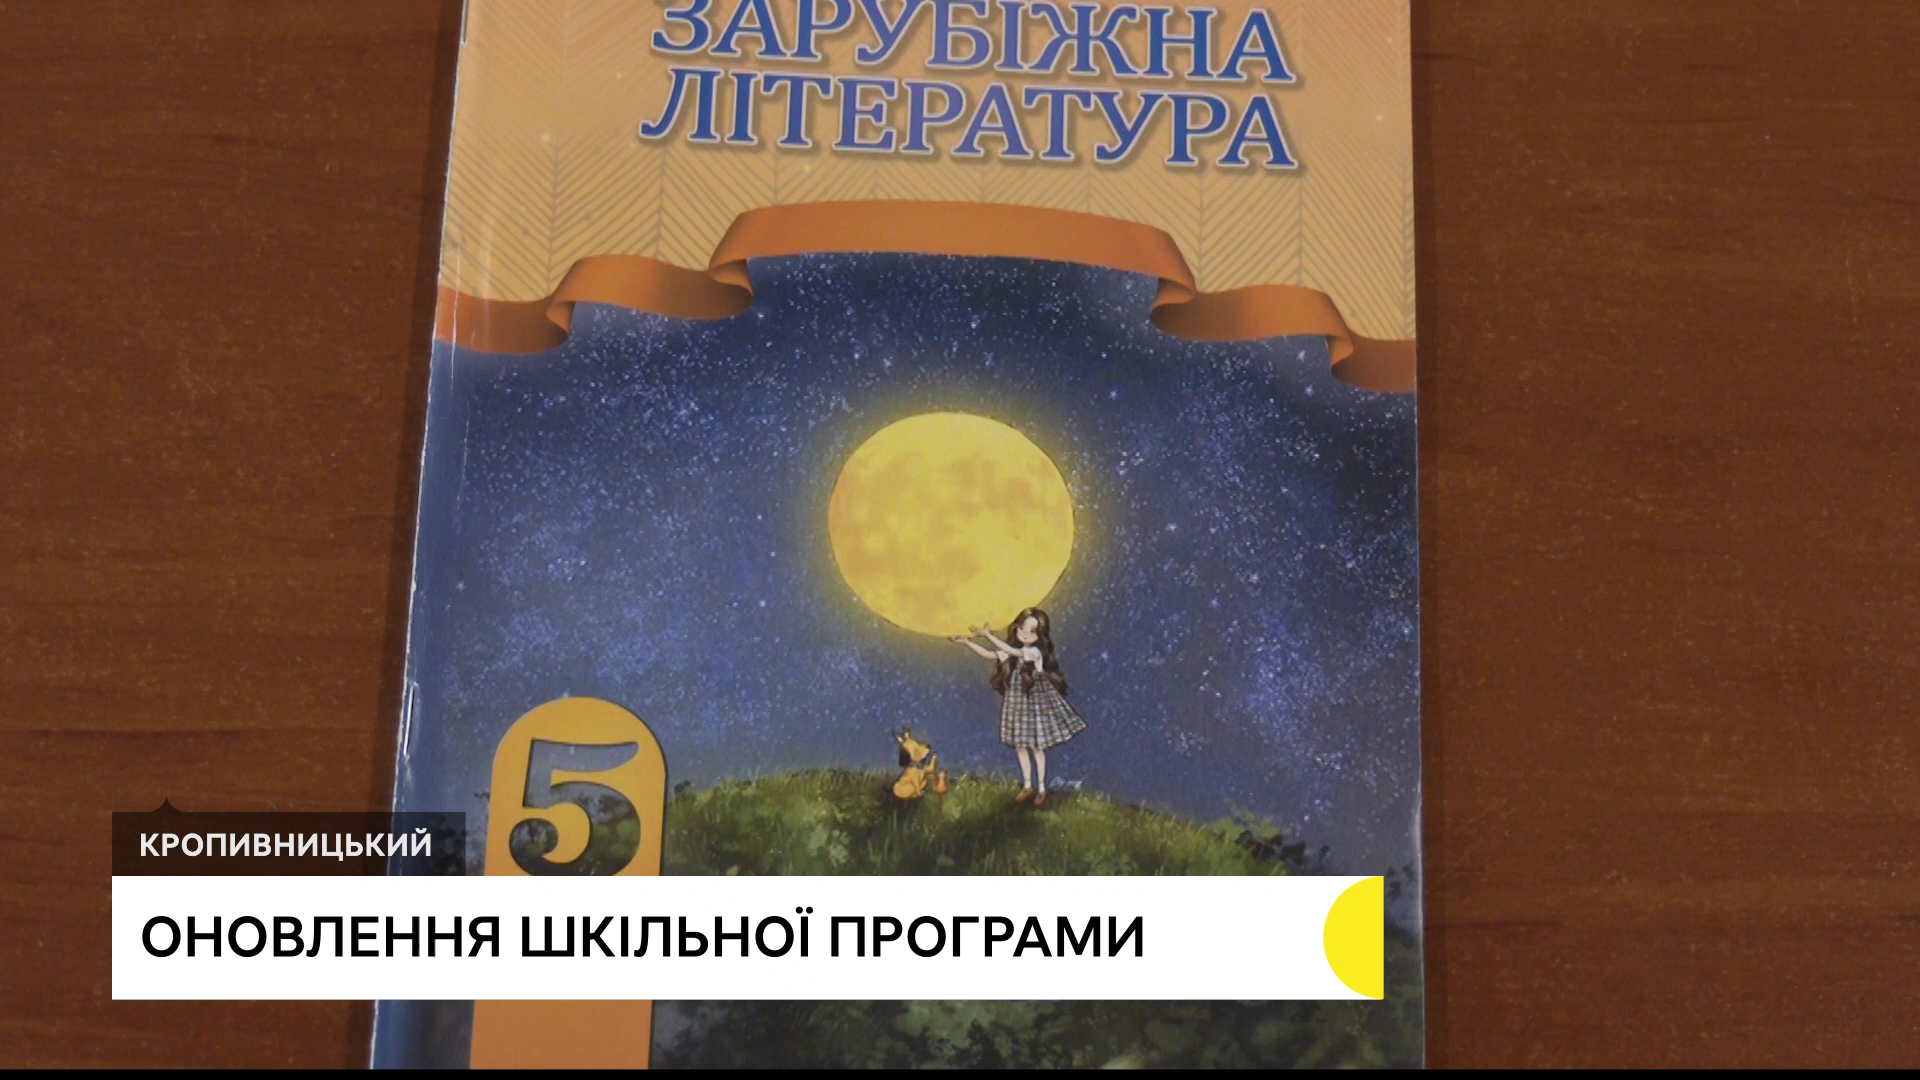 ЗАРУБІЖНА
ЛІТЕРАТУРА
5
КРОПИВНИЦЬКИЙ
ОНОВЛЕННЯ ШКІЛЬНОЇ ПРОГРАМИ